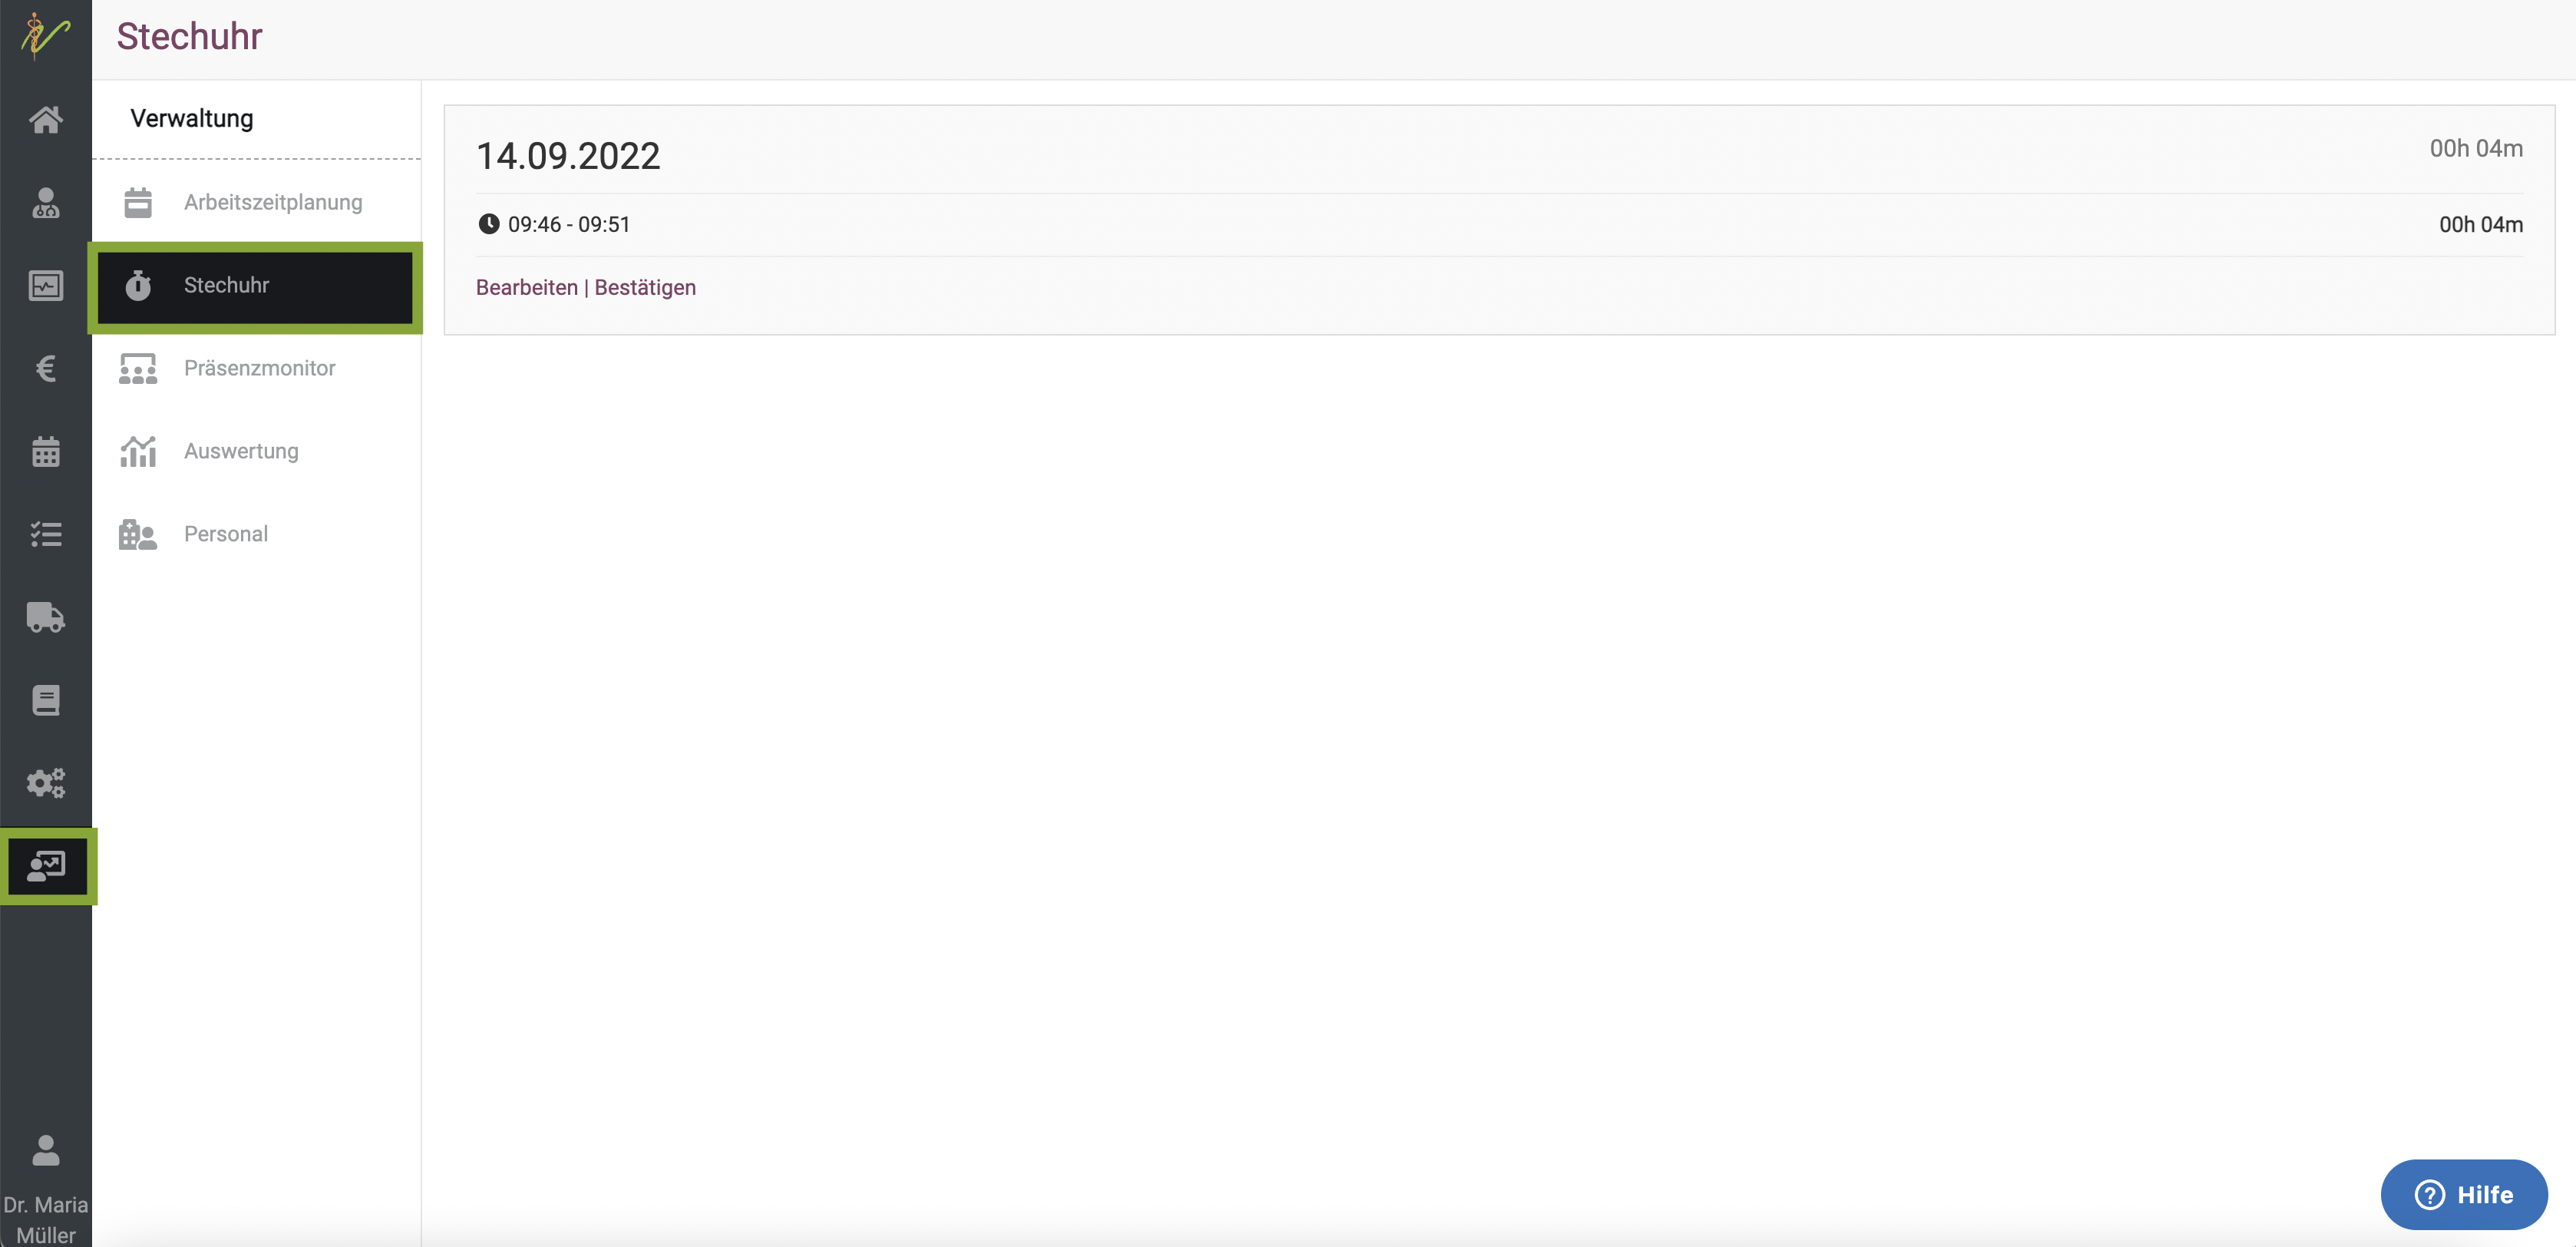 Stechuhr
Verwaltung
Arbeitszeitplanung
Stechuhr
Präsenzmonitor
Auswertung
Personal
14.09.2022
00h 04m
09:46 - 09:51
00h 04m
Bearbeiten | Bestätigen
Dr. Maria
Müller
Hilfe